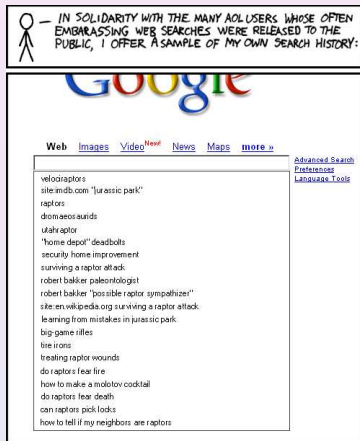 IN SOLIDARITY WITH THE MANY AOL USERS WHOSE OFTEN
EMBARASSING WEB SEARCHES WERE RELEASED TO THE
PUBLIC, I OFFER A SAMPLE OF MY OWN SEARCH HISTORY:
Google
Web Images Video New! News Maps more »
Advanced Search
Preferences
Language Tools
velociraptors
site:imdb.com "jurassic park"
raptors
dromaeosaurids
utahraptor
"home depot" deadbolts
security home improvement
surviving a raptor attack
robert bakker paleontologist
robert bakker "possible raptor sympathizer"
site:en.wikipedia.org surviving a raptor attack
learning from mistakes in jurassic park
big-game rifles
tire irons
treating raptor wounds
do raptors fear fire
how to make a molotov cocktail
do raptors fear death
can raptors pick locks
how to tell if my neighbors are raptors